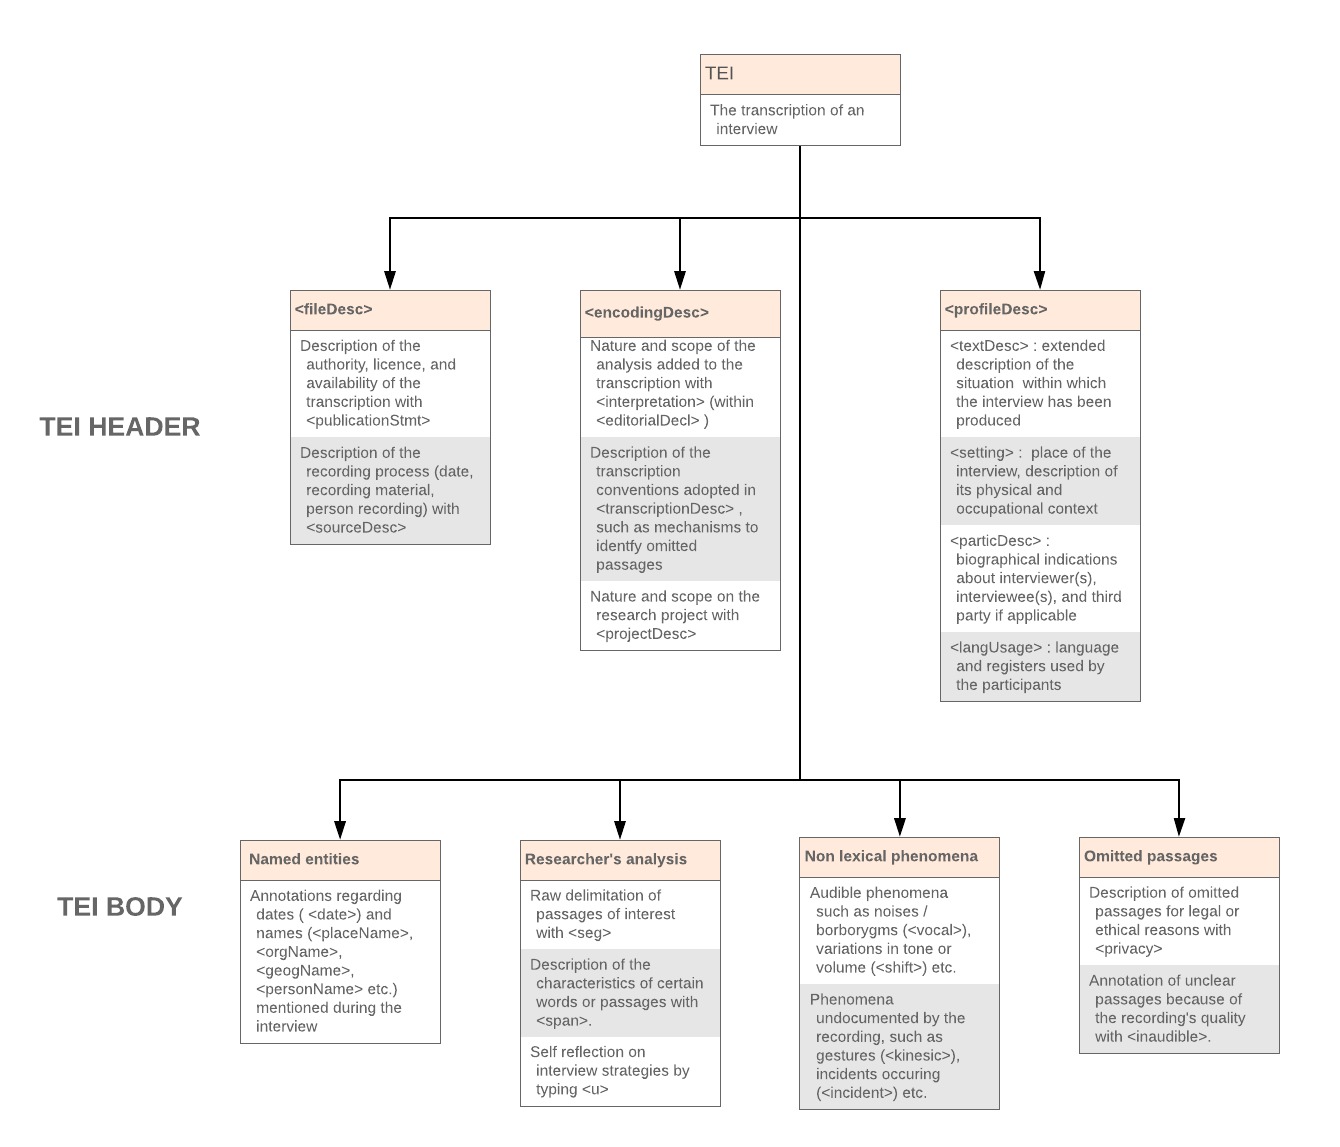 TEI
The transcription of an
interview
TEI HEADER
<fileDesc>
Description of the
authority, licence, and
availability of the
transcription with
<publicationStmt>
Description of the
recording process (date,
recording material,
person recording) with
<sourceDesc>
<encodingDesc>
Nature and scope of the
analysis added to the
transcription with
<interpretation> (within
<editorialDecl> )
Description of the
transcription
conventions adopted in
<transcriptionDesc> ,
such as mechanisms to
identfy omitted
passages
Nature and scope on the
research project with
<projectDesc>
<profileDesc>
<textDesc> : extended
description of the
situation  within which
the interview has been
produced
<setting> :  place of the
interview, description of
its physical and
occupational context
<particDesc> :
biographical indications
about interviewer(s),
interviewee(s), and third
party if applicable
<langUsage> : language
and registers used by
the participants
TEI BODY
Named entities
Annotations regarding
dates ( <date>) and
names (<placeName>,
<orgName>,
<geogName>,
<personName> etc.)
mentioned during the
interview
Researcher's analysis
Raw delimitation of
passages of interest
with <seg>
Description of the
characteristics of certain
words or passages with
<span>.
Self reflection on
interview strategies by
typing <u>
Non lexical phenomena
Audible phenomena
such as noises /
borborygms (<vocal>),
variations in tone or
volume (<shift>) etc.
Phenomena
undocumented by the
recording, such as
gestures (<kinesic>),
incidents occuring
(<incident>) etc.
Omitted passages
Description of omitted
passages for legal or
ethical reasons with
<privacy>
Annotation of unclear
passages because of
the recording's quality
with <inaudible>.